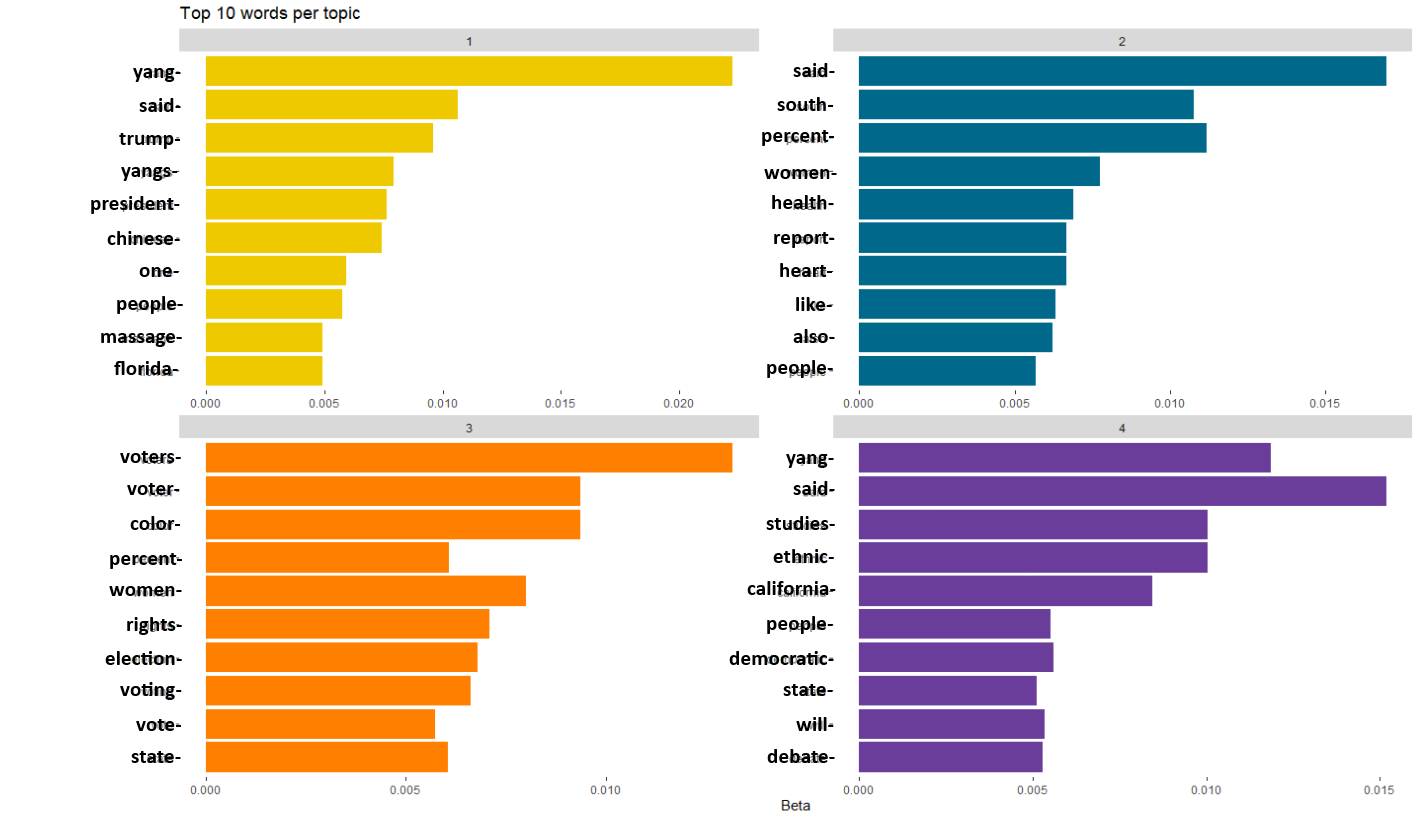 Top 10 words per topic
1
yang-
said-
trump-
yangs-
president-
chinese-
one-
people-
massage-
florida-
0.000 0.005 0.010 0.015 0.020
2
said-
south-
percent-
women-
health-
report-
heart-
like-
also-
people-
0.000 0.005 0.010 0.015
3
voters-
voter-
color-
percent-
women-
rights-
election-
voting-
vote-
state-
0.000 0.005 0.010
4
yang-
said-
studies-
ethnic-
california-
people-
democratic-
state-
will-
debate-
0.000 0.005 0.010 0.015
Beta